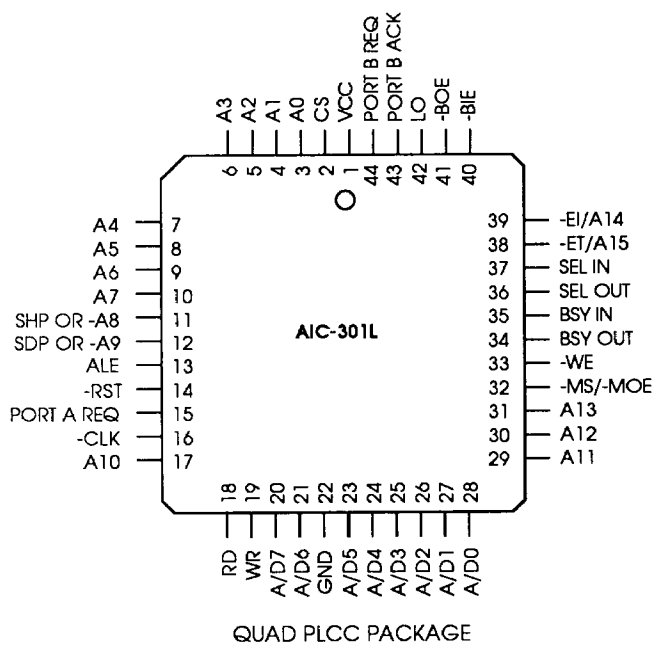 A3 A2 A1 A0 CS VCC PORT B REQ PORT B ACK LO -BOE -BIE
6 5 4 3 2 1 44 43 42 41 40
A4 7
A5 8
A6 9
A7 10
SHP OR -A8 11
SDP OR -A9 12
ALE 13
-RST 14
PORT A REQ 15
-CLK 16
A10 17
AIC-301L
39 -EI/A14
38 -ET/A15
37 SEL IN
36 SEL OUT
35 BSY IN
34 BSY OUT
33 -WE
32 -MS/-MOE
31 A13
30 A12
29 A11
18 19 20 21 22 23 24 25 26 27 28
RD WR A/D7 A/D6 GND A/D5 A/D4 A/D3 A/D2 A/D1 A/D0
QUAD PLCC PACKAGE